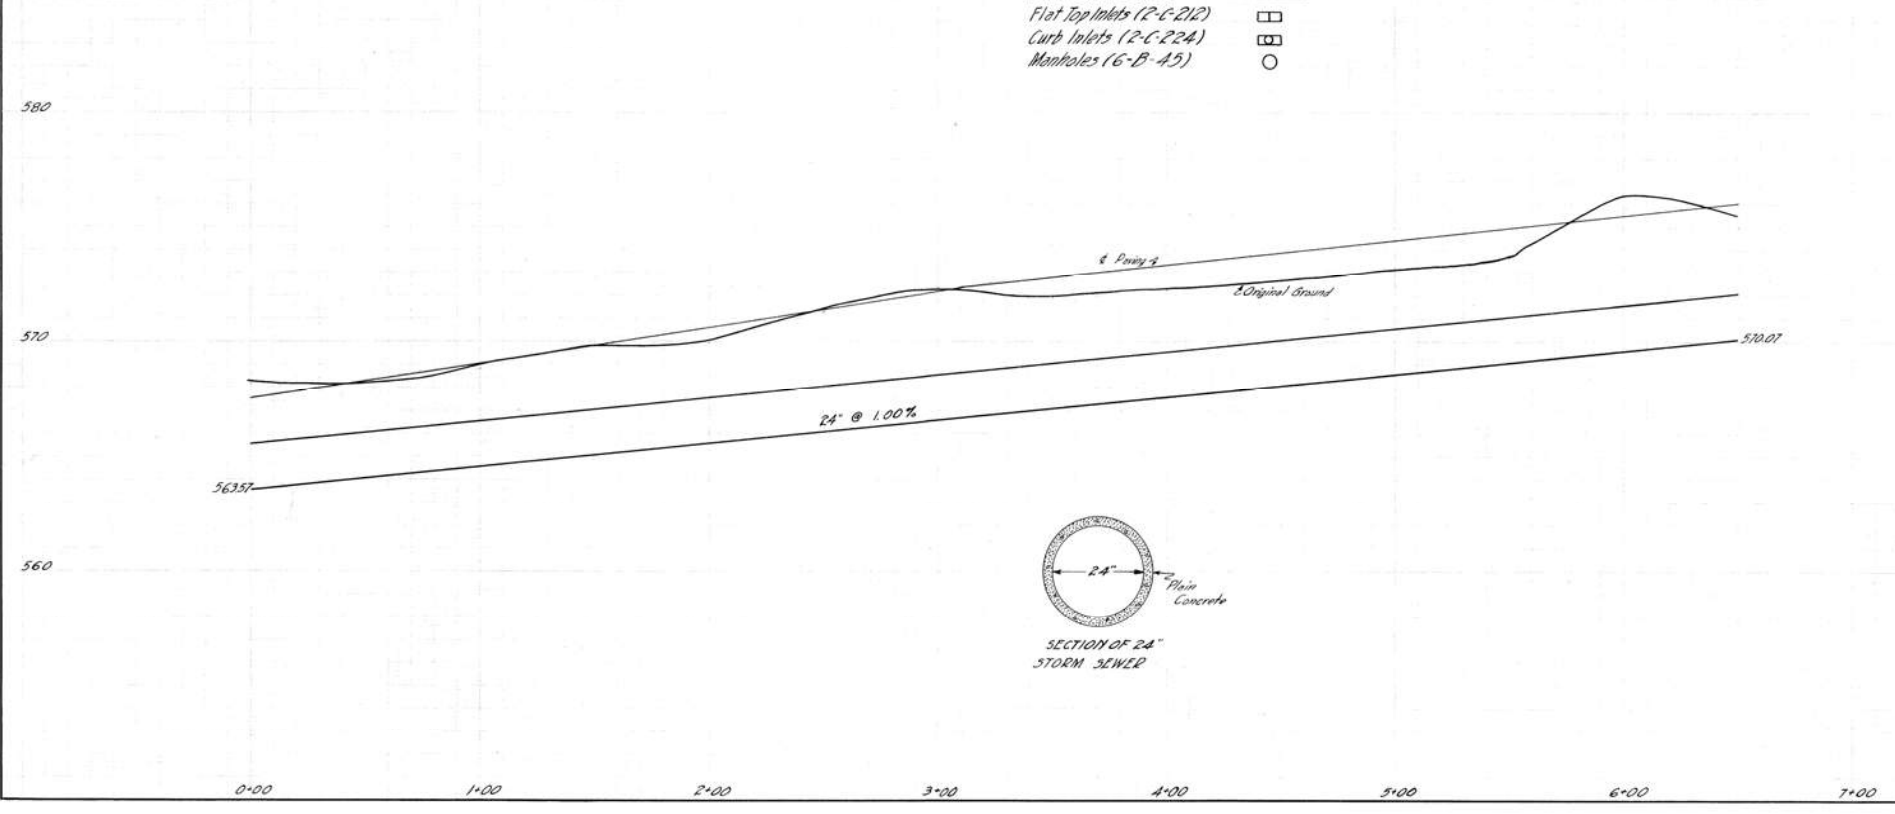 Flat Top Inlets (2-C-212)
Curb Inlets (2-C-224)
Manholes (6-B-45)
580
℄ Paving
℄ Original Ground
570
570.07
24" @ 1.00%
563.57
560
24"
Plain
Concrete
SECTION OF 24"
STORM SEWER
0+00 1+00 2+00 3+00 4+00 5+00 6+00 7+00